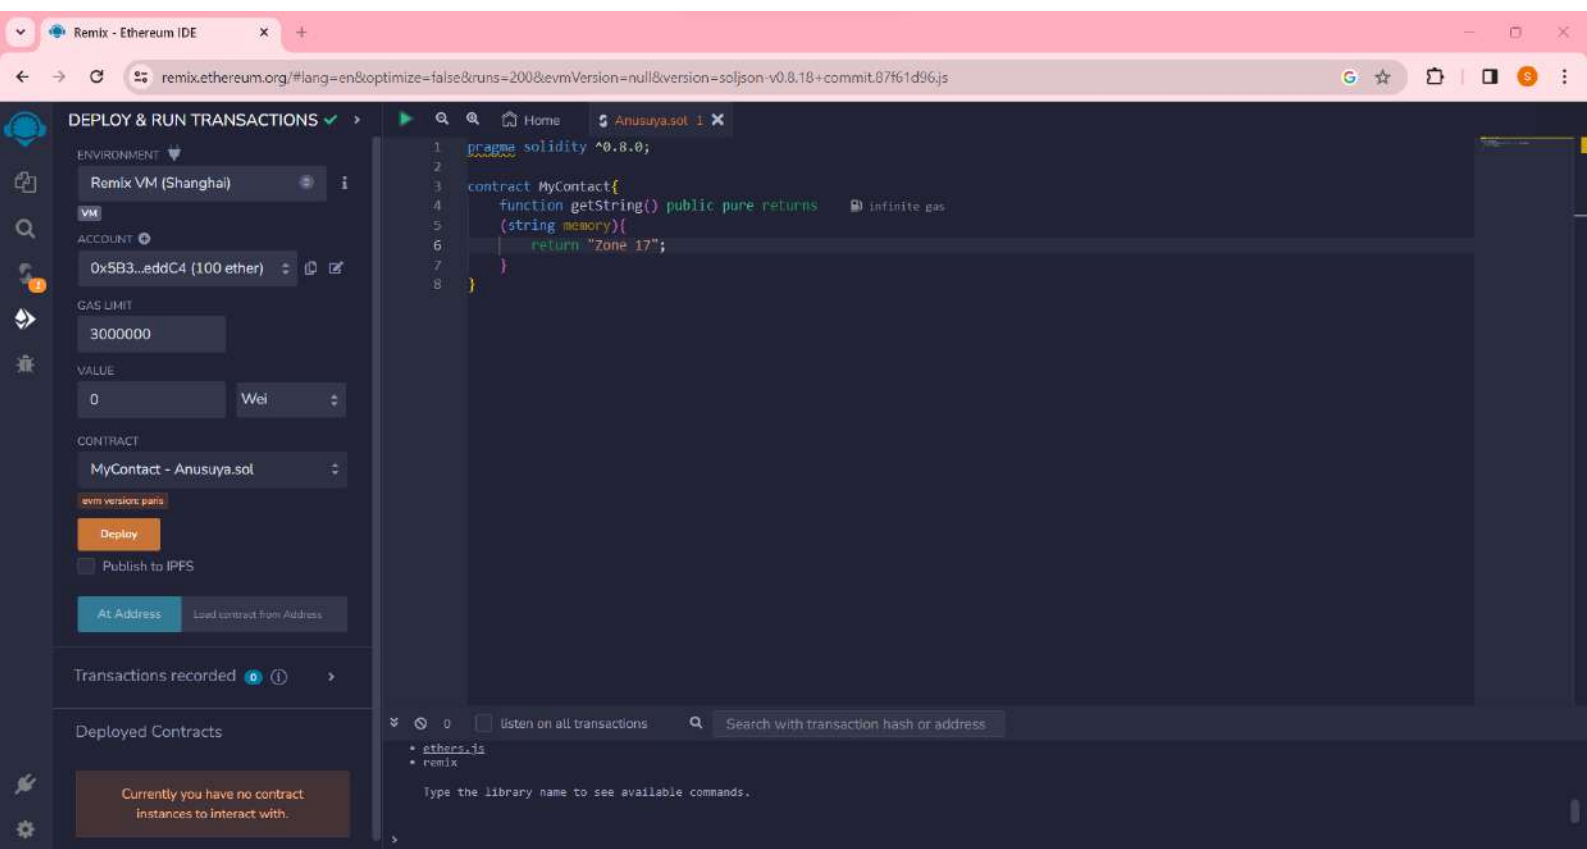 Remix - Ethereum IDE
remix.ethereum.org/#lang=en&optimize=false&runs=200&evmVersion=null&version=soljson-v0.8.18+commit.87f61d96.js
G
S
DEPLOY & RUN TRANSACTIONS
Home
Anusuya.sol 1
ENVIRONMENT
Remix VM (Shanghai)
VM
ACCOUNT
0x5B3...eddC4 (100 ether)
1
GAS LIMIT
3000000
VALUE
0
Wei
CONTRACT
MyContact - Anusuya.sol
evm version: paris
Deploy
Publish to IPFS
At Address
Load contract from Address
Transactions recorded 0 i
Deployed Contracts
Currently you have no contract
instances to interact with.
1 pragma solidity ^0.8.0;
2
3 contract MyContact{
4 function getString() public pure returns infinite gas
5 (string memory){
6 return "Zone 17";
7 }
8 }
0 listen on all transactions Search with transaction hash or address
• ethers.js
• remix
Type the library name to see available commands.
>